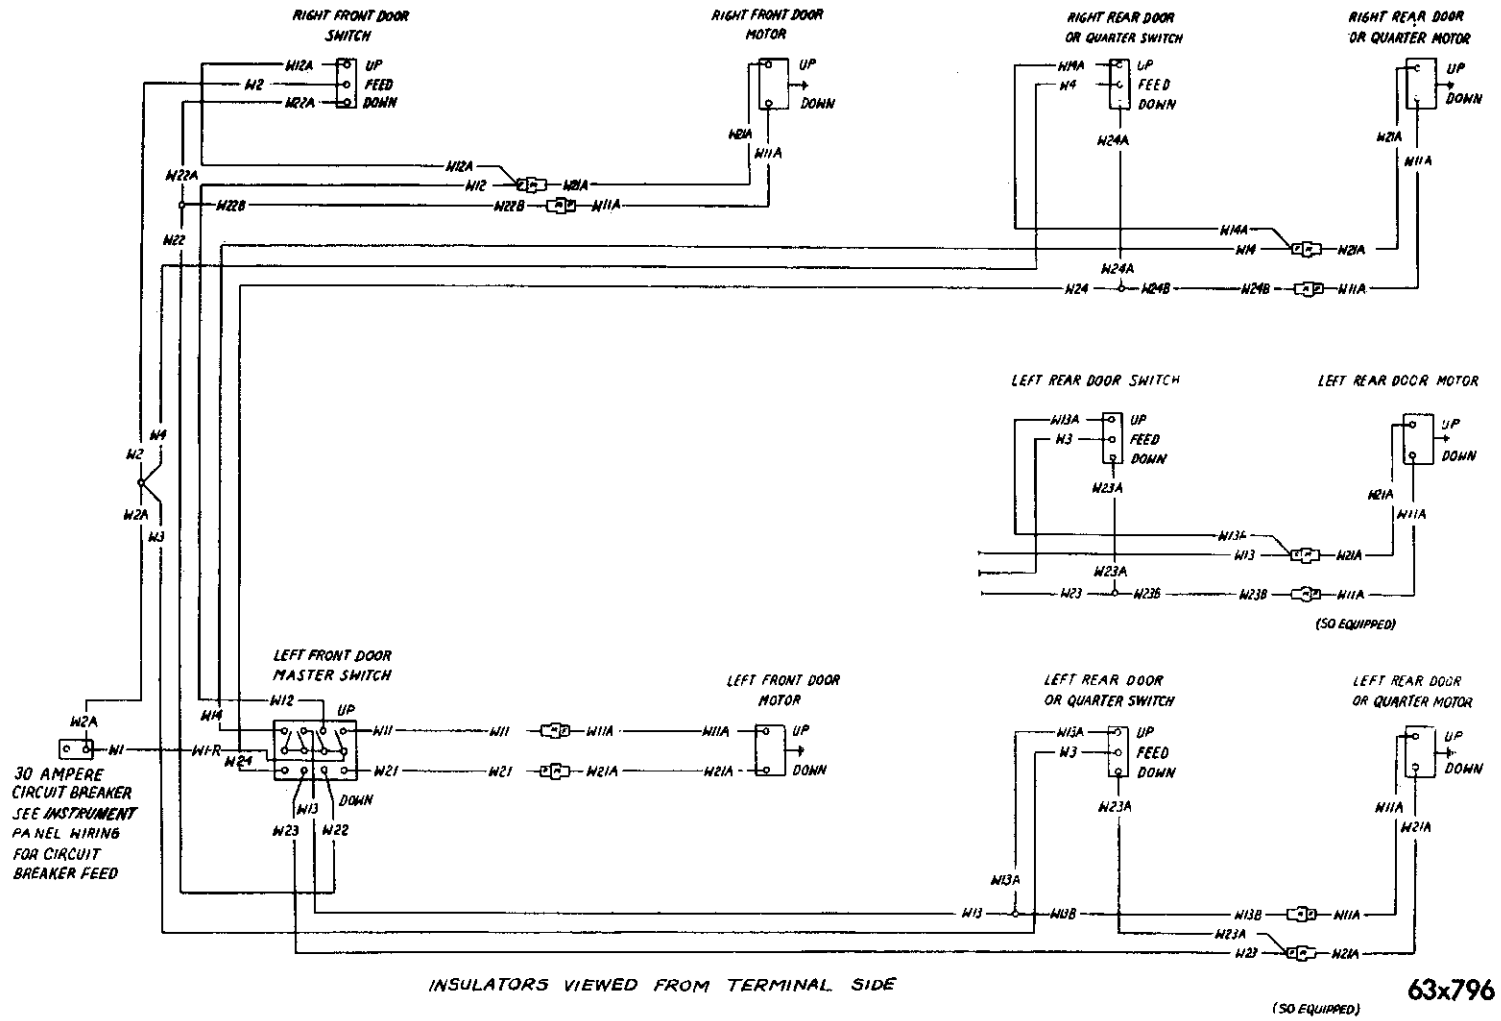 RIGHT FRONT DOOR
SWITCH
RIGHT FRONT DOOR
MOTOR
RIGHT REAR DOOR
OR QUARTER SWITCH
RIGHT REAR DOOR
OR QUARTER MOTOR
W12A
UP
W2
FEED
W22A
DOWN
UP
DOWN
W14A
UP
W4
FEED
DOWN
UP
DOWN
W21A
W11A
W24A
W21A
W11A
W22A
W12A
W12
W21A
W22B
W22B
W11A
W22
W14A
W14
W21A
W24A
W24
W24B
W24B
W11A
LEFT REAR DOOR SWITCH
LEFT REAR DOOR MOTOR
W13A
UP
W3
FEED
DOWN
UP
DOWN
W4
W2
W23A
W21A
W11A
W2A
W3
W13A
W13
W21A
W23A
W23
W23B
W23B
W11A
(SO EQUIPPED)
LEFT FRONT DOOR
MASTER SWITCH
LEFT FRONT DOOR
MOTOR
LEFT REAR DOOR
OR QUARTER SWITCH
LEFT REAR DOOR
OR QUARTER MOTOR
W12
UP
W14
W2A
W11
W11
W11A
W11A
UP
DOWN
W13A
UP
W3
FEED
DOWN
UP
DOWN
W1
W1-R
W24
W21
W21
W21A
W21A
DOWN
W13
W23
W22
W23A
W11A
W21A
30 AMPERE
CIRCUIT BREAKER
SEE INSTRUMENT
PANEL WIRING
FOR CIRCUIT
BREAKER FEED
W13A
W13
W13B
W13B
W11A
W23A
W23
W21A
INSULATORS VIEWED FROM TERMINAL SIDE
63x796
(SO EQUIPPED)